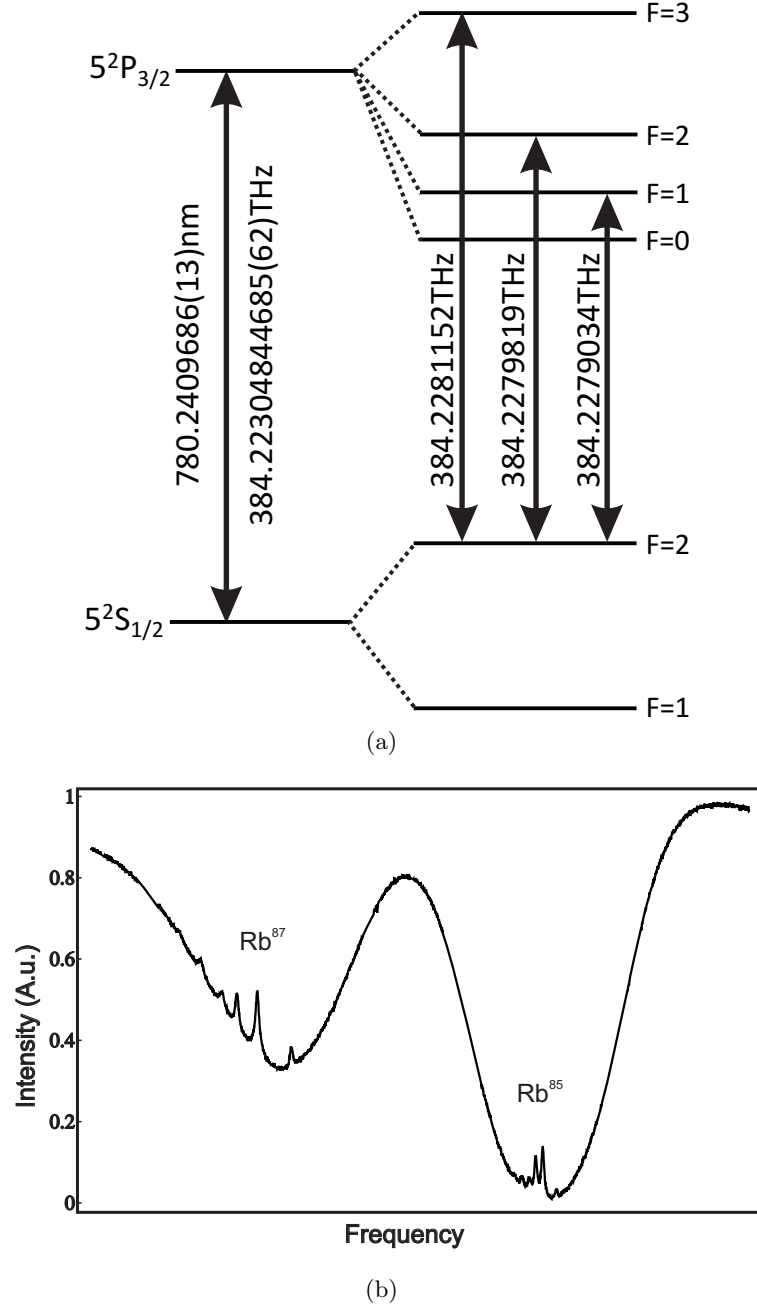 F=3
5²P₃/₂
F=2
F=1
F=0
780.2409686(13)nm
384.2304844685(62)THz
384.2281152THz
384.2279819THz
384.2279034THz
F=2
5²S₁/₂
F=1
(a)
1
0.8
Rb⁸⁷
0.6
Intensity (A.u.)
0.4
Rb⁸⁵
0.2
0
Frequency
(b)